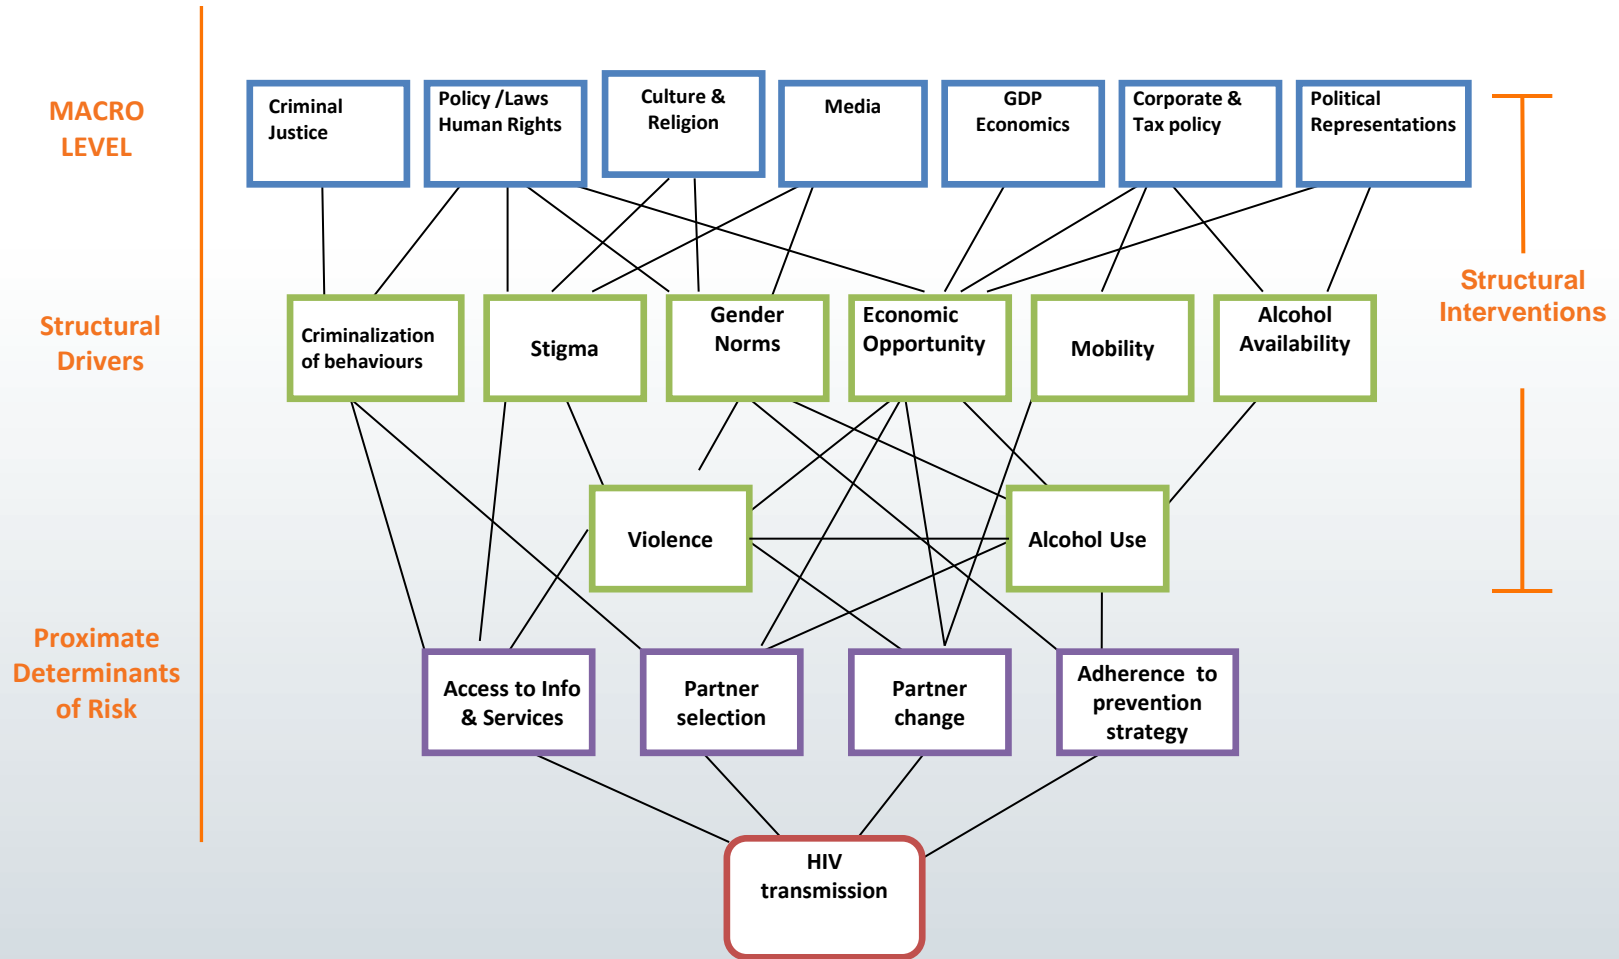 MACRO
LEVEL
Criminal
Justice
Policy /Laws
Human Rights
Culture &
Religion
Media
GDP
Economics
Corporate &
Tax policy
Political
Representations
Structural
Drivers
Criminalization
of behaviours
Stigma
Gender
Norms
Economic
Opportunity
Mobility
Alcohol
Availability
Structural
Interventions
Violence
Alcohol Use
Proximate
Determinants
of Risk
Access to Info
& Services
Partner
selection
Partner
change
Adherence to
prevention
strategy
HIV
transmission